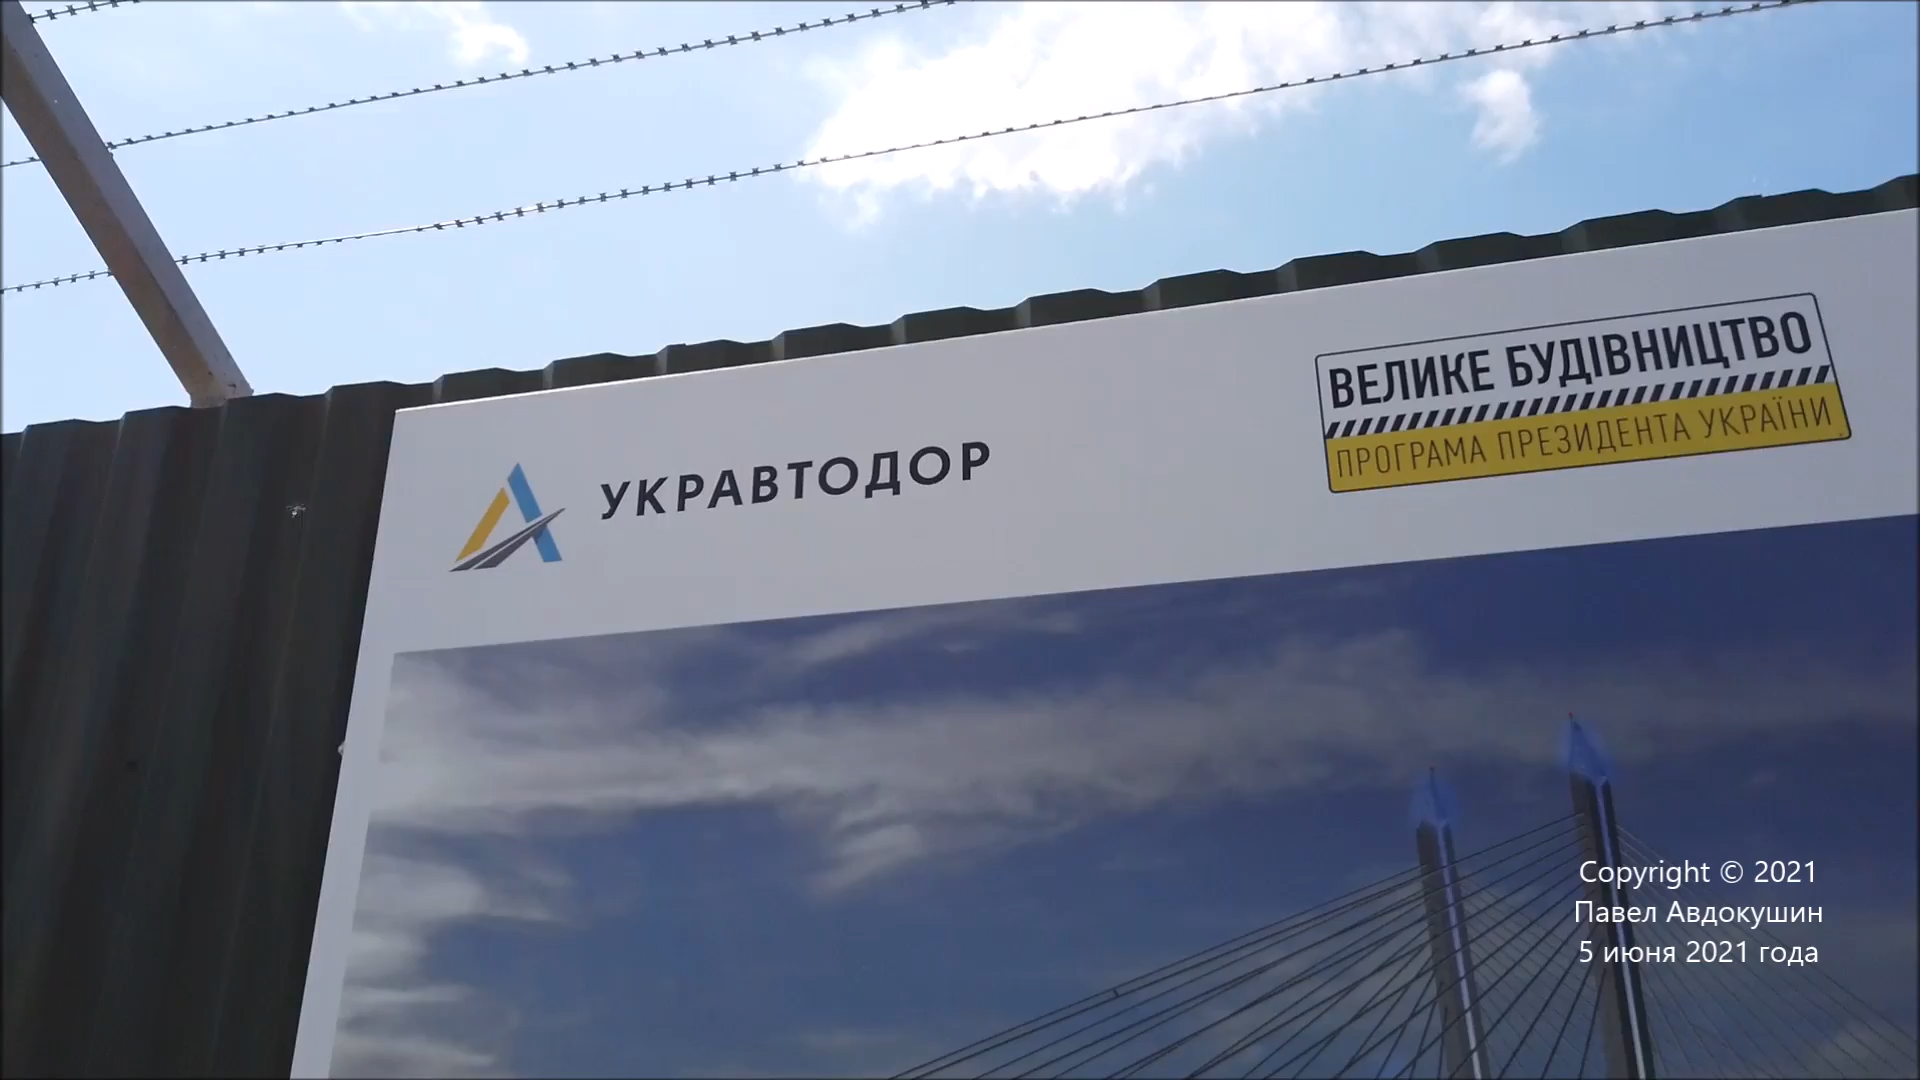 УКРАВТОДОР
ВЕЛИКЕ БУДІВНИЦТВО
ПРОГРАМА ПРЕЗИДЕНТА УКРАЇНИ
Copyright © 2021
Павел Авдокушин
5 июня 2021 года